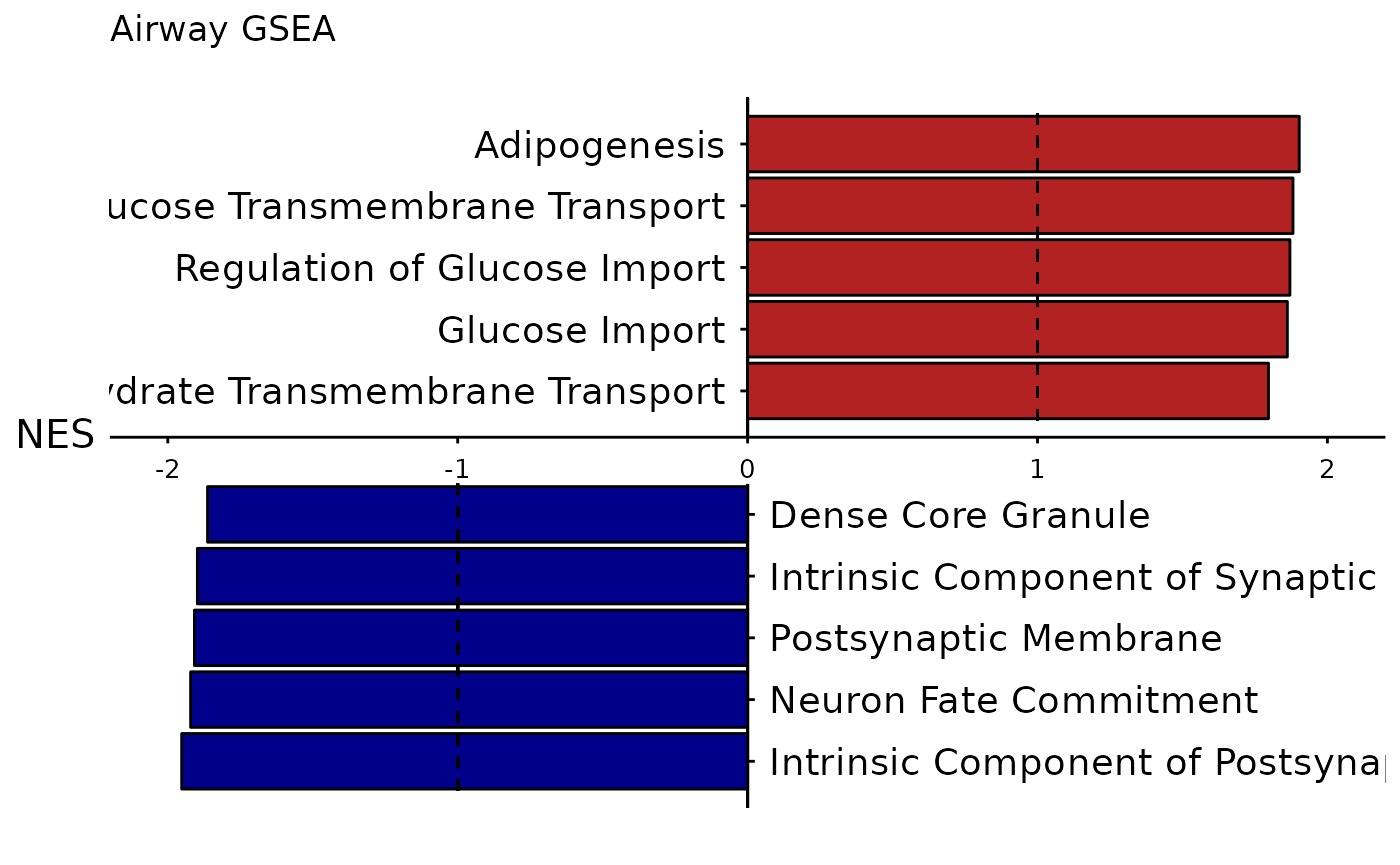 Airway GSEA
Adipogenesis
ucose Transmembrane Transport
Regulation of Glucose Import
Glucose Import
ydrate Transmembrane Transport
NES
-2 -1 0 1 2
Dense Core Granule
Intrinsic Component of Synaptic
Postsynaptic Membrane
Neuron Fate Commitment
Intrinsic Component of Postsynap